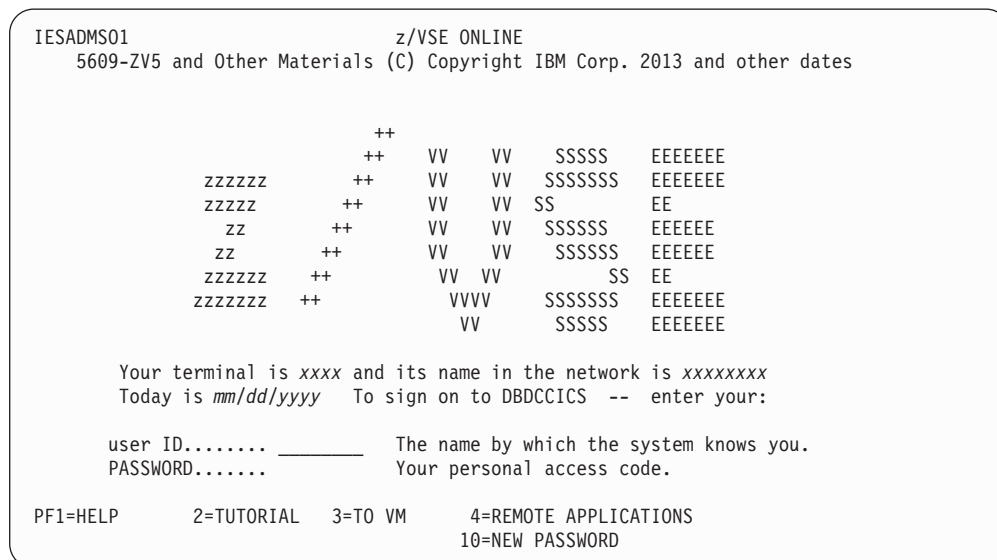 IESADMSO1 z/VSE ONLINE
5609-ZV5 and Other Materials (C) Copyright IBM Corp. 2013 and other dates
++
++ VV VV SSSSS EEEEEEE
zzzzzz ++ VV VV SSSSSSS EEEEEEE
zzzzz ++ VV VV SS EE
zz ++ VV VV SSSSSS EEEEEE
zz ++ VV VV SSSSSS EEEEEE
zzzzzz ++ VV VV SS EE
zzzzzzz ++ VVVV SSSSSSS EEEEEEE
VV SSSSS EEEEEEE
Your terminal is xxxx and its name in the network is xxxxxxxx
Today is mm/dd/yyyy To sign on to DBDCCICS -- enter your:
user ID........ ________ The name by which the system knows you.
PASSWORD....... Your personal access code.
PF1=HELP 2=TUTORIAL 3=TO VM 4=REMOTE APPLICATIONS
10=NEW PASSWORD